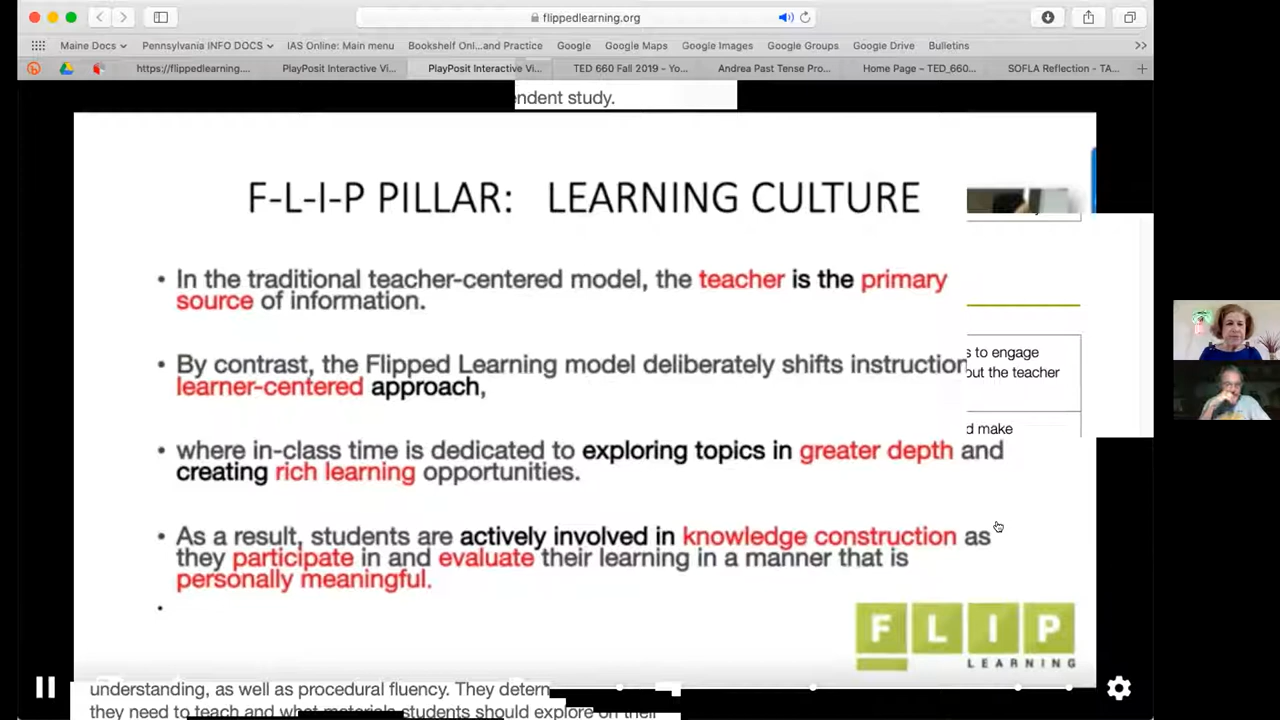 flippedlearning.org
Maine Docs Pennsylvania INFO DOCS IAS Online: Main menu Bookshelf Onl...and Practice Google Google Maps Google Images Google Groups Google Drive Bulletins
https://flippedlearning.... PlayPosit Interactive Vi... PlayPosit Interactive Vi... TED 660 Fall 2019 - Yo... Andrea Past Tense Pro... Home Page ~ TED_660... SOFLA Reflection - TA...
ndent study.
F-L-I-P PILLAR: LEARNING CULTURE
• In the traditional teacher-centered model, the teacher is the primary
source of information.
• By contrast, the Flipped Learning model deliberately shifts instruction
learner-centered approach,
s to engage
out the teacher
d make
• where in-class time is dedicated to exploring topics in greater depth and
creating rich learning opportunities.
• As a result, students are actively involved in knowledge construction as
they participate in and evaluate their learning in a manner that is
personally meaningful.
•
FLIP
LEARNING
understanding, as well as procedural fluency. They determ
they need to teach and what materials students should explore on their